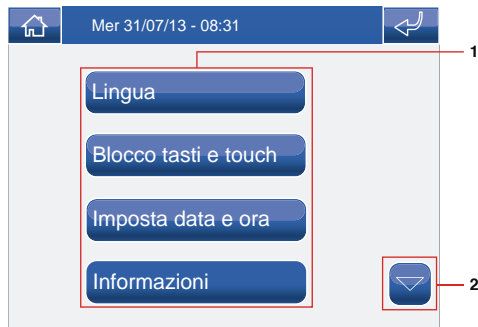 Mer 31/07/13 - 08:31
1
Lingua
Blocco tasti e touch
Imposta data e ora
Informazioni
2